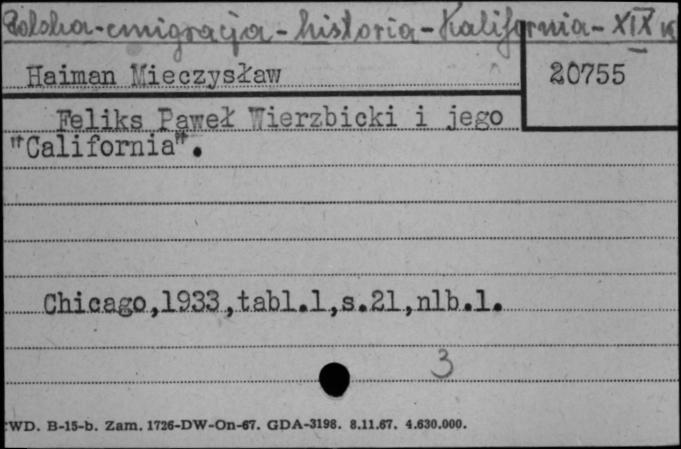 Polska-emigracja-historia-Kalifornia-XIX w
Haiman Mieczysław
20755
Feliks Paweł Wierzbicki i jego
"California".
Chicago,1933,tabl.1,s.21,nlb.1.
3
WD. B-15-b. Zam. 1726-DW-On-67. GDA-3198. 8.11.67. 4.630.000.